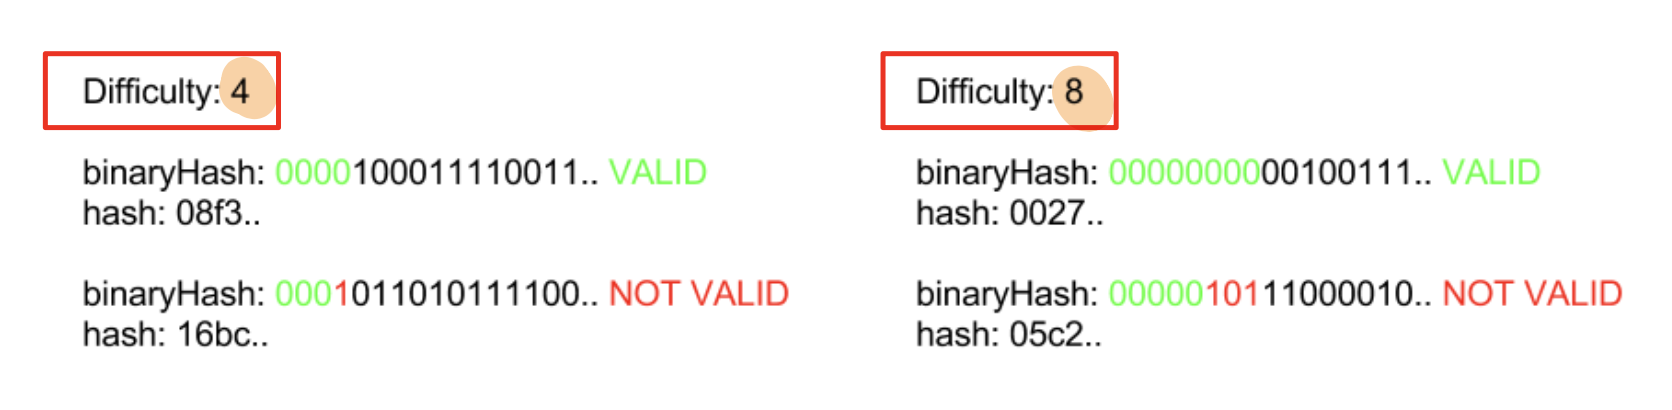 Difficulty: 4
binaryHash: 0000100011110011.. VALID
hash: 08f3..
binaryHash: 0001011010111100.. NOT VALID
hash: 16bc..
Difficulty: 8
binaryHash: 0000000000100111.. VALID
hash: 0027..
binaryHash: 0000010111000010.. NOT VALID
hash: 05c2..